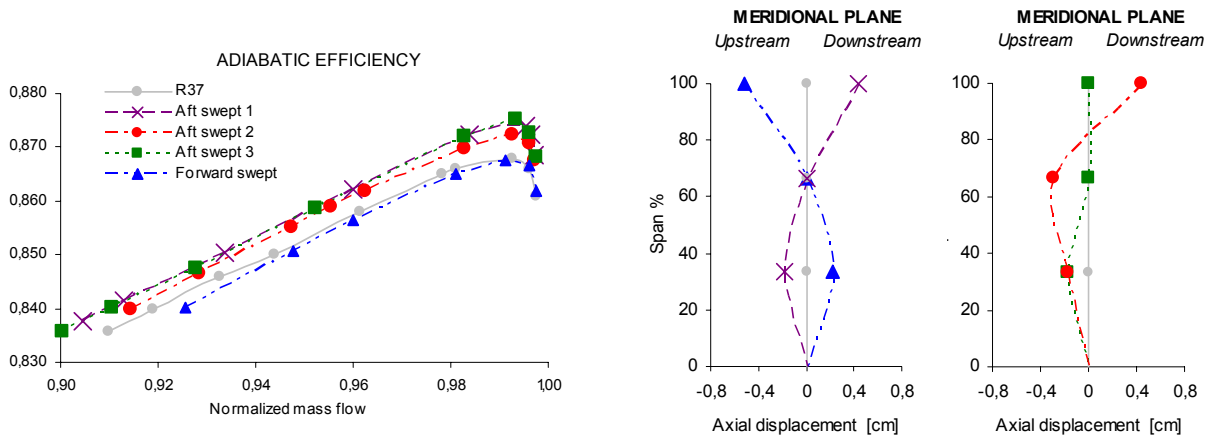 ADIABATIC EFFICIENCY
0,880
0,870
0,860
0,850
0,840
0,830
R37
Aft swept 1
Aft swept 2
Aft swept 3
Forward swept
0,90 0,92 0,94 0,96 0,98 1,00
Normalized mass flow
MERIDIONAL PLANE
Upstream Downstream
Span %
100
80
60
40
20
0
-0,8 -0,4 0 0,4 0,8
Axial displacement [cm]
MERIDIONAL PLANE
Upstream Downstream
100
80
60
40
20
0
-0,8 -0,4 0 0,4 0,8
Axial displacement [cm]